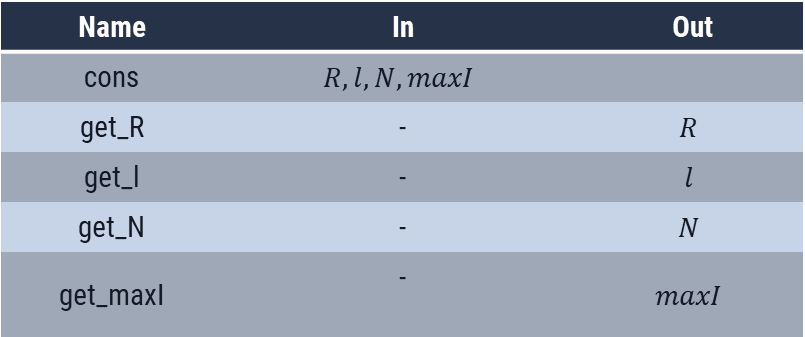 Name In Out
cons R, l, N, maxI
get_R - R
get_l - l
get_N - N
get_maxI - maxI